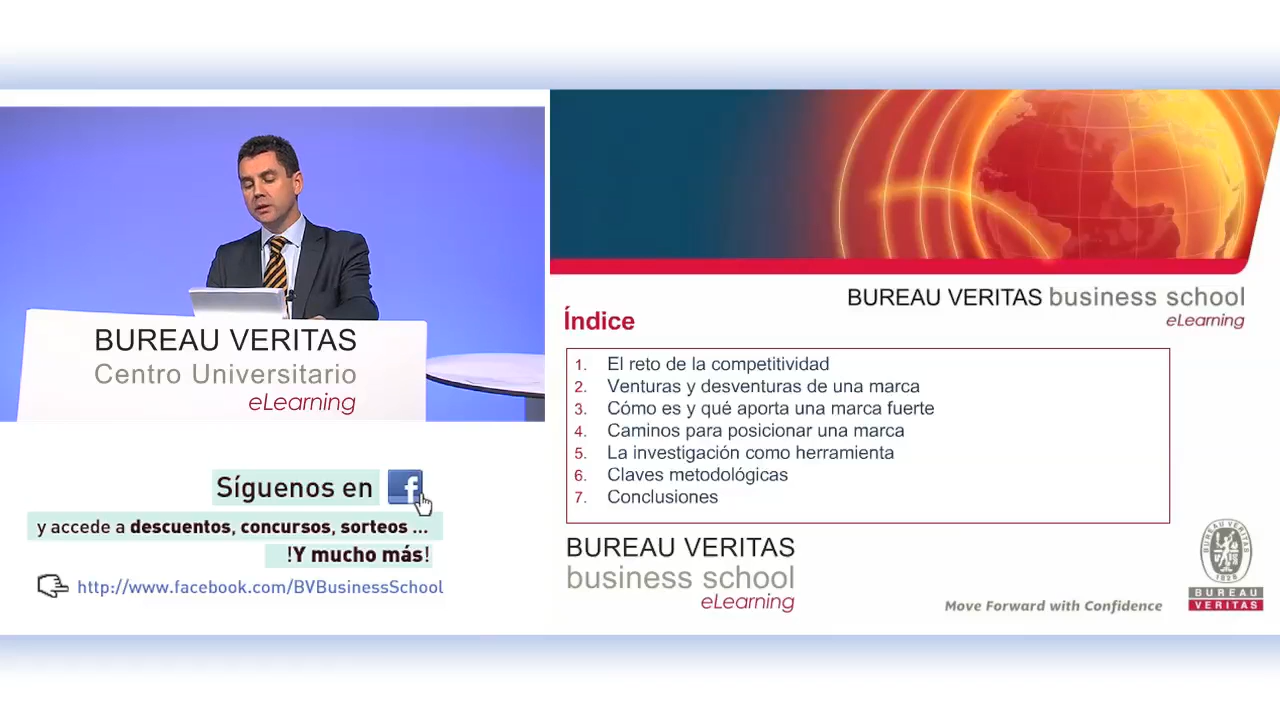 BUREAU VERITAS
Centro Universitario
eLearning
Síguenos en f
y accede a descuentos, concursos, sorteos ...
!Y mucho más!
http://www.facebook.com/BVBusinessSchool
BUREAU VERITAS business school
eLearning
Índice
1. El reto de la competitividad
2. Venturas y desventuras de una marca
3. Cómo es y qué aporta una marca fuerte
4. Caminos para posicionar una marca
5. La investigación como herramienta
6. Claves metodológicas
7. Conclusiones
BUREAU VERITAS
business school
eLearning
Move Forward with Confidence
BUREAU VERITAS
1828
BUREAU
VERITAS